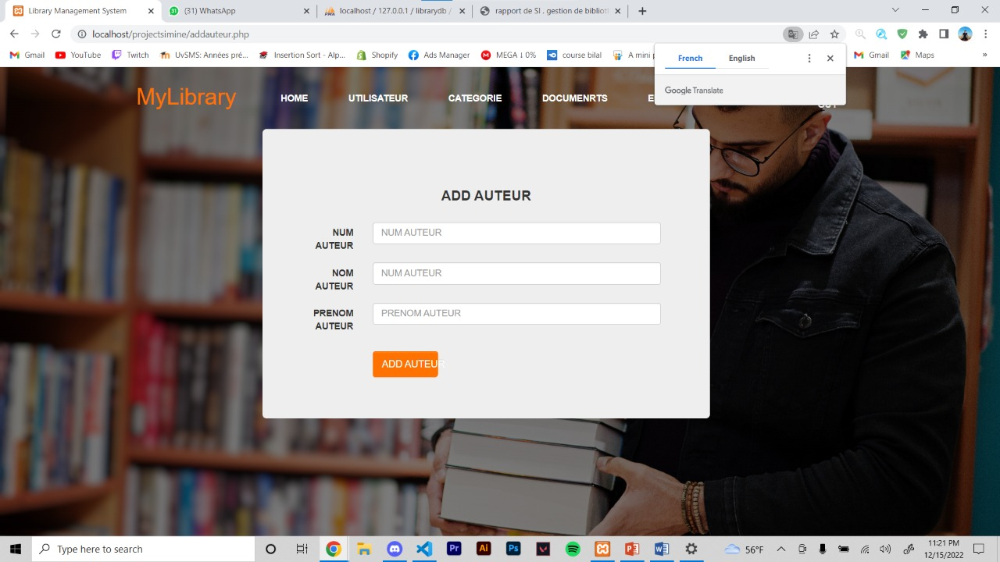 Library Management System
(31) WhatsApp
localhost / 127.0.0.1 / librarydb /
rapport de SI . gestion de bibliot
localhost/projectsimine/addauteur.php
Gmail
YouTube
Twitch
UvSMS: Années pré...
Insertion Sort - Alp...
Shopify
Ads Manager
MEGA ↓ 0%
course bilal
A mini p
Gmail
Maps
»
French
English
Google Translate
MyLibrary
HOME
UTILISATEUR
CATEGORIE
DOCUMENRTS
E
OUT
ADD AUTEUR
NUM
AUTEUR
NUM AUTEUR
NOM
AUTEUR
NUM AUTEUR
PRENOM
AUTEUR
PRENOM AUTEUR
ADD AUTEUR
Type here to search
56°F
11:21 PM
12/15/2022